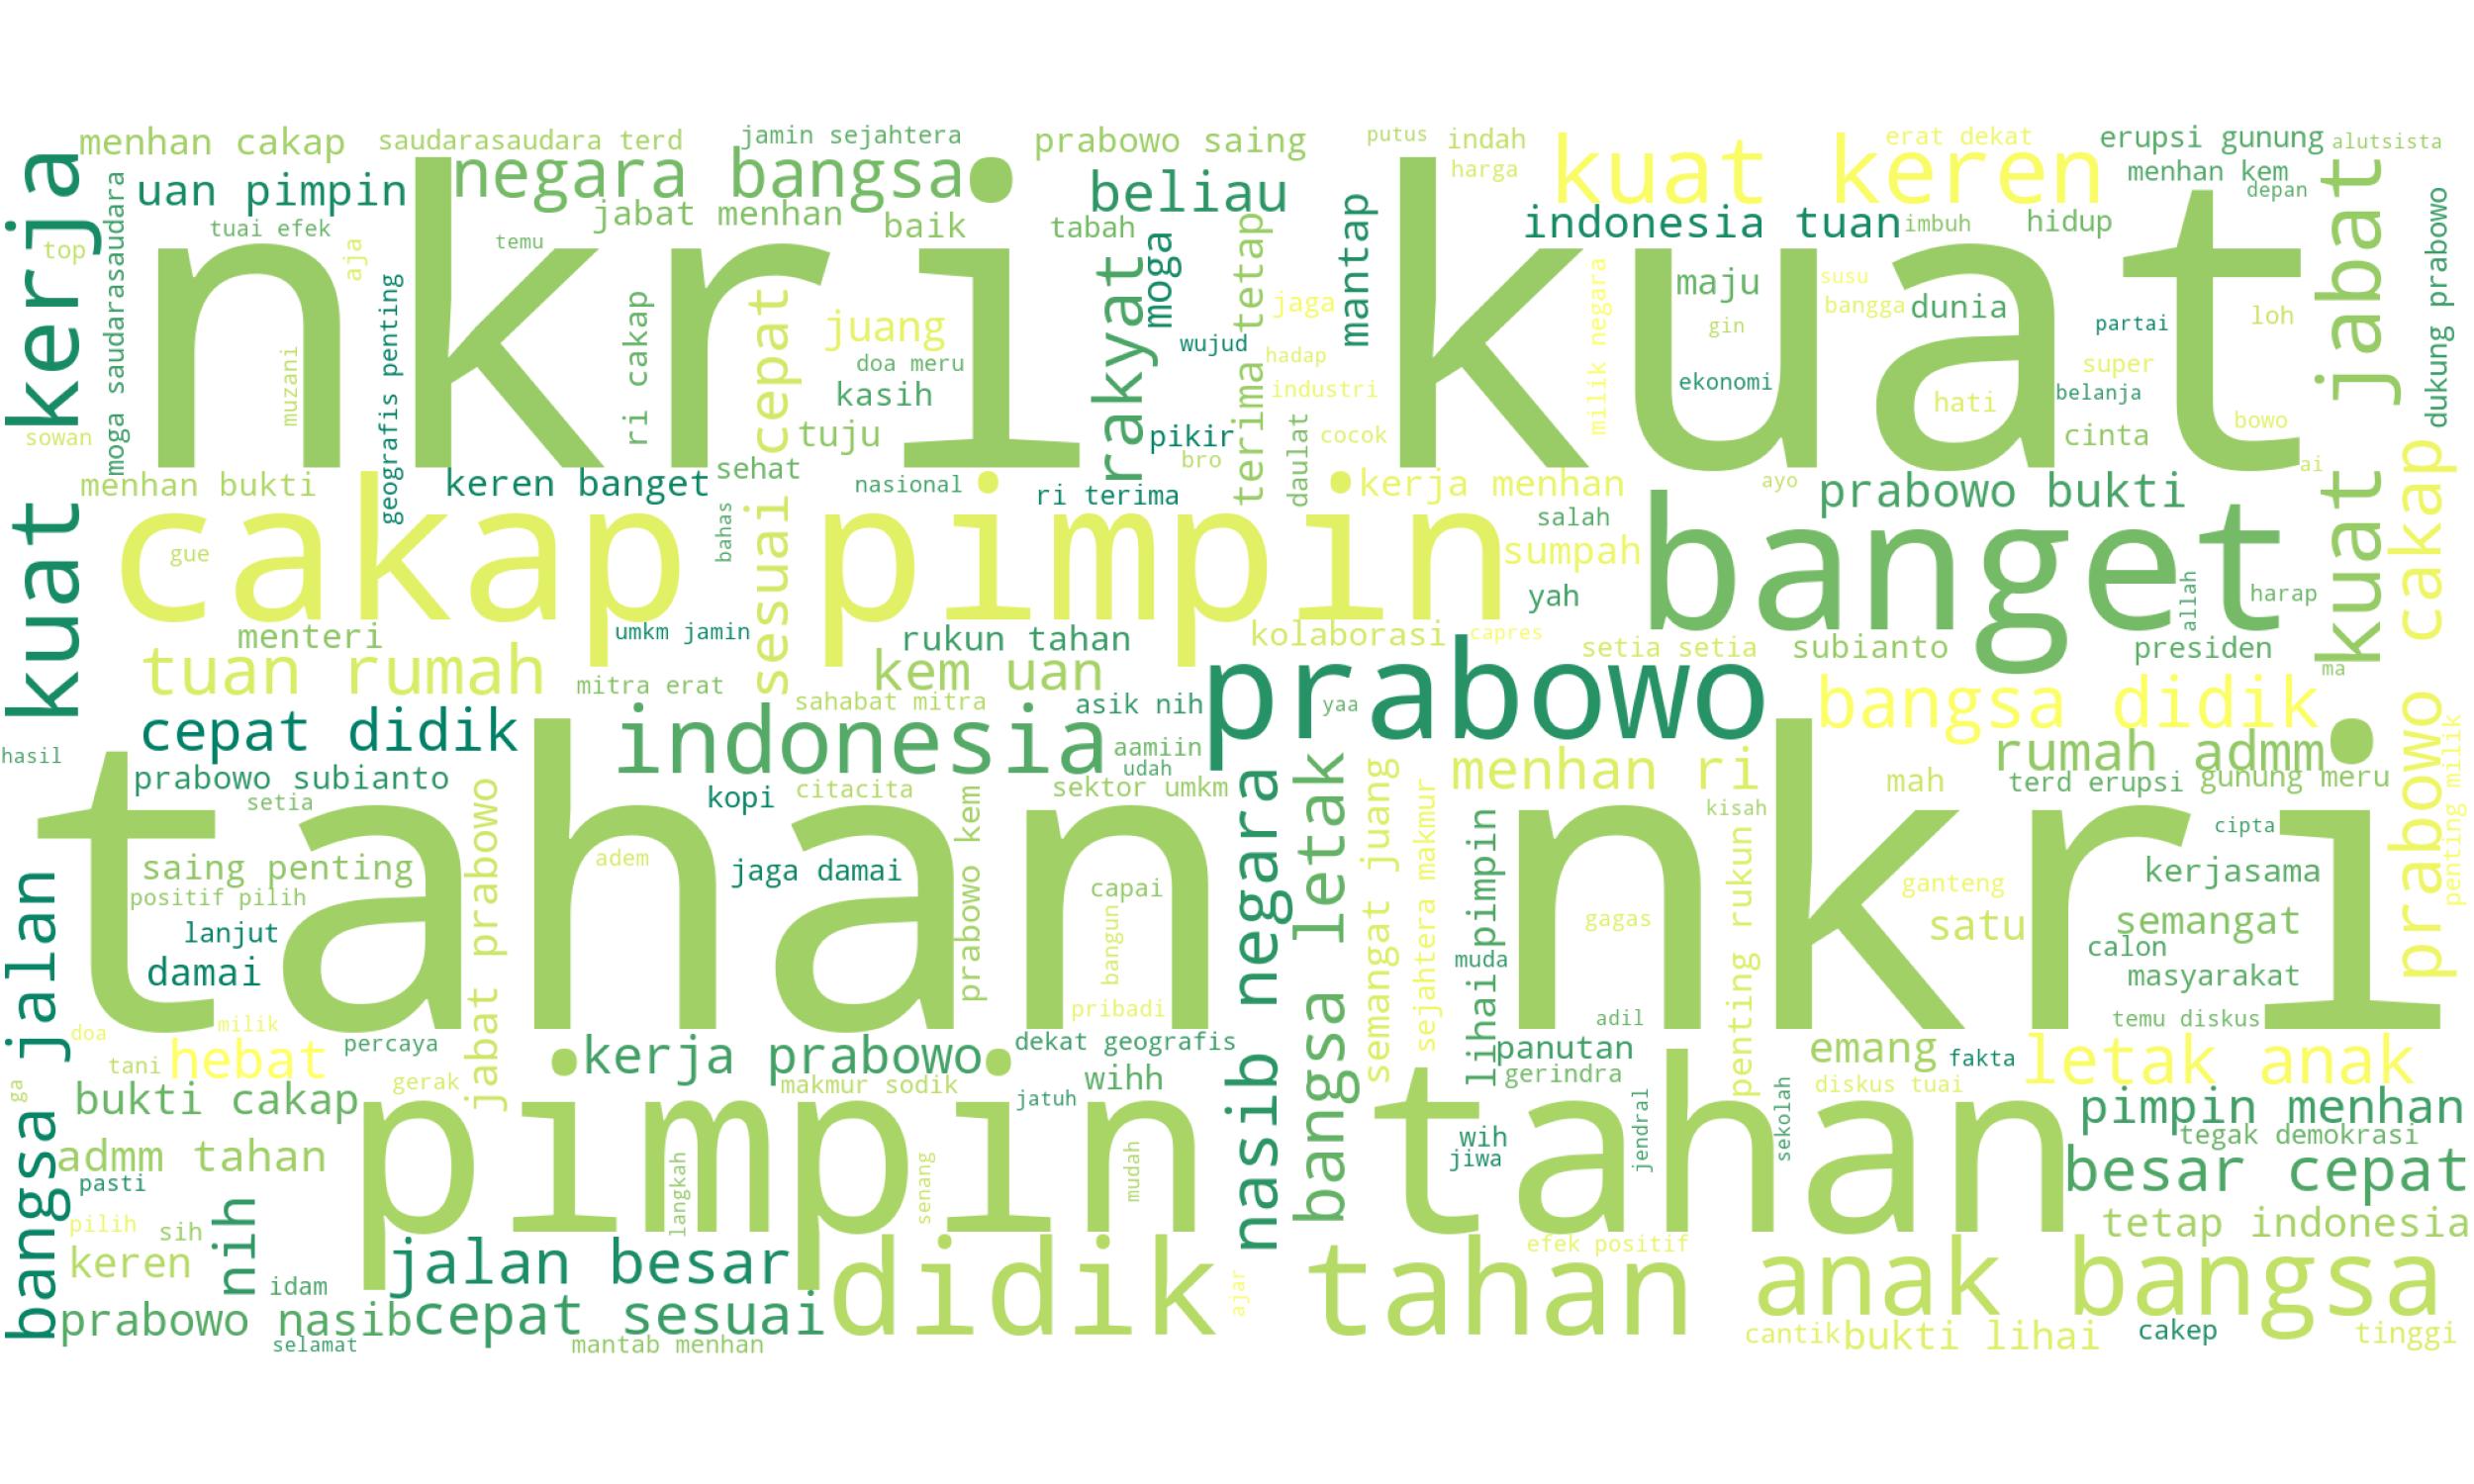 menhan cakap
saudarasaudara terd
jamin sejahtera
prabowo saing
putus
indah
kuat keren
erat dekat
erupsi gunung
alutsista
uan pimpin
negara bangsa
beliau
harga
menhan kem
depan
tuai efek
jabat menhan
baik
tabah
indonesia tuan
imbuh
hidup
top
aja
temu
nkri
kuat
kuat kerja
moga saudarasaudara
geografis penting
muzani
ri cakap
sesuai cepat
juang
doa meru
kasih
tuju
rakyat
moga
wujud
terima tetap
jaga
hadap
industri
mantap
milik negara
maju
gin
susu
bangga
dunia
ekonomi
hati
partai
super
belanja
loh
bowo
kuat jabat
dukung prabowo
sowan
pikir
bro
daulat
cocok
cinta
menhan bukti
keren banget
sehat
nasional
ri terima
kerja menhan
ayo
prabowo bukti
ai
cakap pimpin
gue
bahas
salah
sumpah
banget
yah
allah
harap
prabowo cakap
menteri
umkm jamin
rukun tahan
kolaborasi
capres
setia setia
subianto
presiden
tuan rumah
mitra erat
kem uan
sahabat mitra
asik nih
prabowo
yaa
bangsa didik
ma
cepat didik
indonesia
aamiin
udah
menhan ri
rumah admm
hasil
prabowo subianto
setia
kopi
citacita
sektor umkm
mah
terd erupsi
gunung meru
penting milik
tahan
nkri
jabat prabowo
adem
jaga damai
prabowo kem
capai
bangun
pribadi
nasib negara
bangsa letak
semangat juang
sejahtera makmur
lihai pimpin
kisah
penting rukun
cipta
saing penting
positif pilih
lanjut
damai
gagas
ganteng
satu
kerjasama
semangat
calon
masyarakat
muda
adil
temu diskus
bangsa jalan
doa
milik
tani
hebat
percaya
kerja prabowo
dekat geografis
panutan
emang
fakta
letak anak
ga
bukti cakap
gerak
makmur sodik
jatuh
wihh
gerindra
diskus tuai
pimpin menhan
admm tahan
pimpin
langkah
senang
mudah
tahan
wih
jiwa
jendral
sekolah
tegak demokrasi
besar cepat
pasti
pilih
sih
nih
keren
idam
jalan besar
didik tahan
efek positif
anak bangsa
tetap indonesia
ajar
prabowo nasib
cepat sesuai
selamat
mantab menhan
cantik
bukti lihai
cakep
tinggi